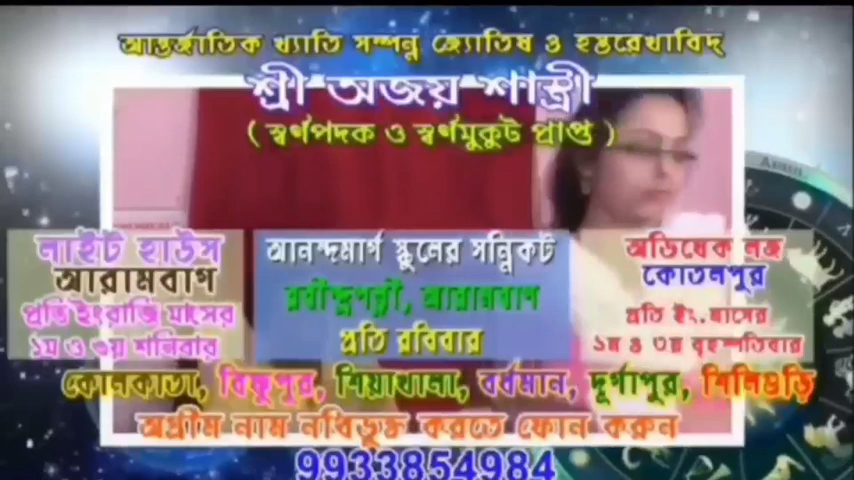 আন্তর্জাতিক খ্যাতি সম্পন্ন জ্যোতিষ ও হস্তরেখাবিদ্
শ্রী অজয় শাস্ত্রী
( স্বর্ণপদক ও স্বর্ণমুকুট প্রাপ্ত )
লাইট হাউস
আরামবাগ
প্রতি ইংরাজি মাসের
১ম ও ৩য় শনিবার
আনন্দমার্গ স্কুলের সন্নিকট
রবীন্দ্রপল্লী, আরামবাগ
প্রতি রবিবার
অভিষেক লজ
কোতলপুর
প্রতি ইং.মাসের
১ম ও ৩য় বৃহস্পতিবার
কোলকাতা, বিষ্ণুপুর, শিয়াখালা, বর্ধমান, দূর্গাপুর, শিলিগুড়ি
অগ্রীম নাম নথিভুক্ত করতে ফোন করুন
9933854984